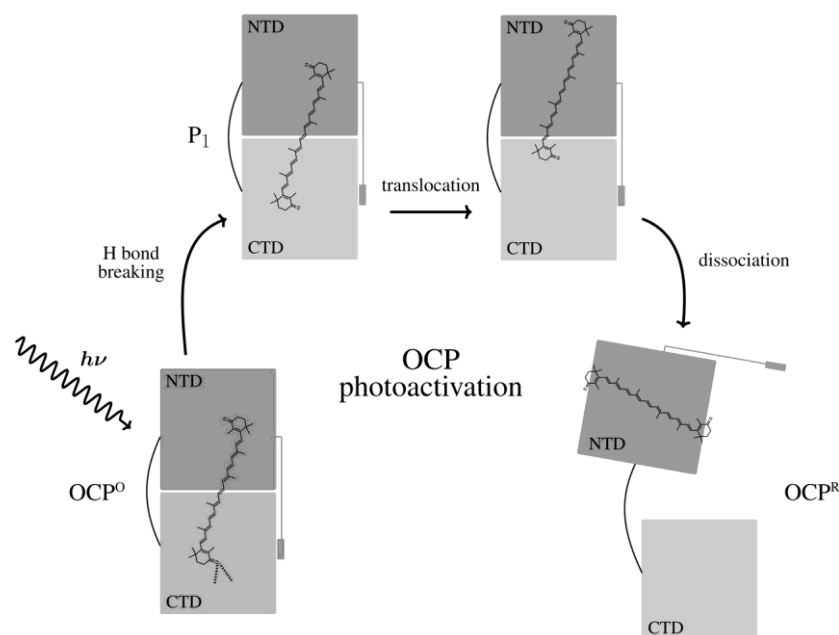 NTD
NTD
P₁
translocation
CTD
CTD
H bond
breaking
dissociation
hν
OCP
photoactivation
NTD
NTD
OCPᴼ
OCPᴿ
CTD
CTD